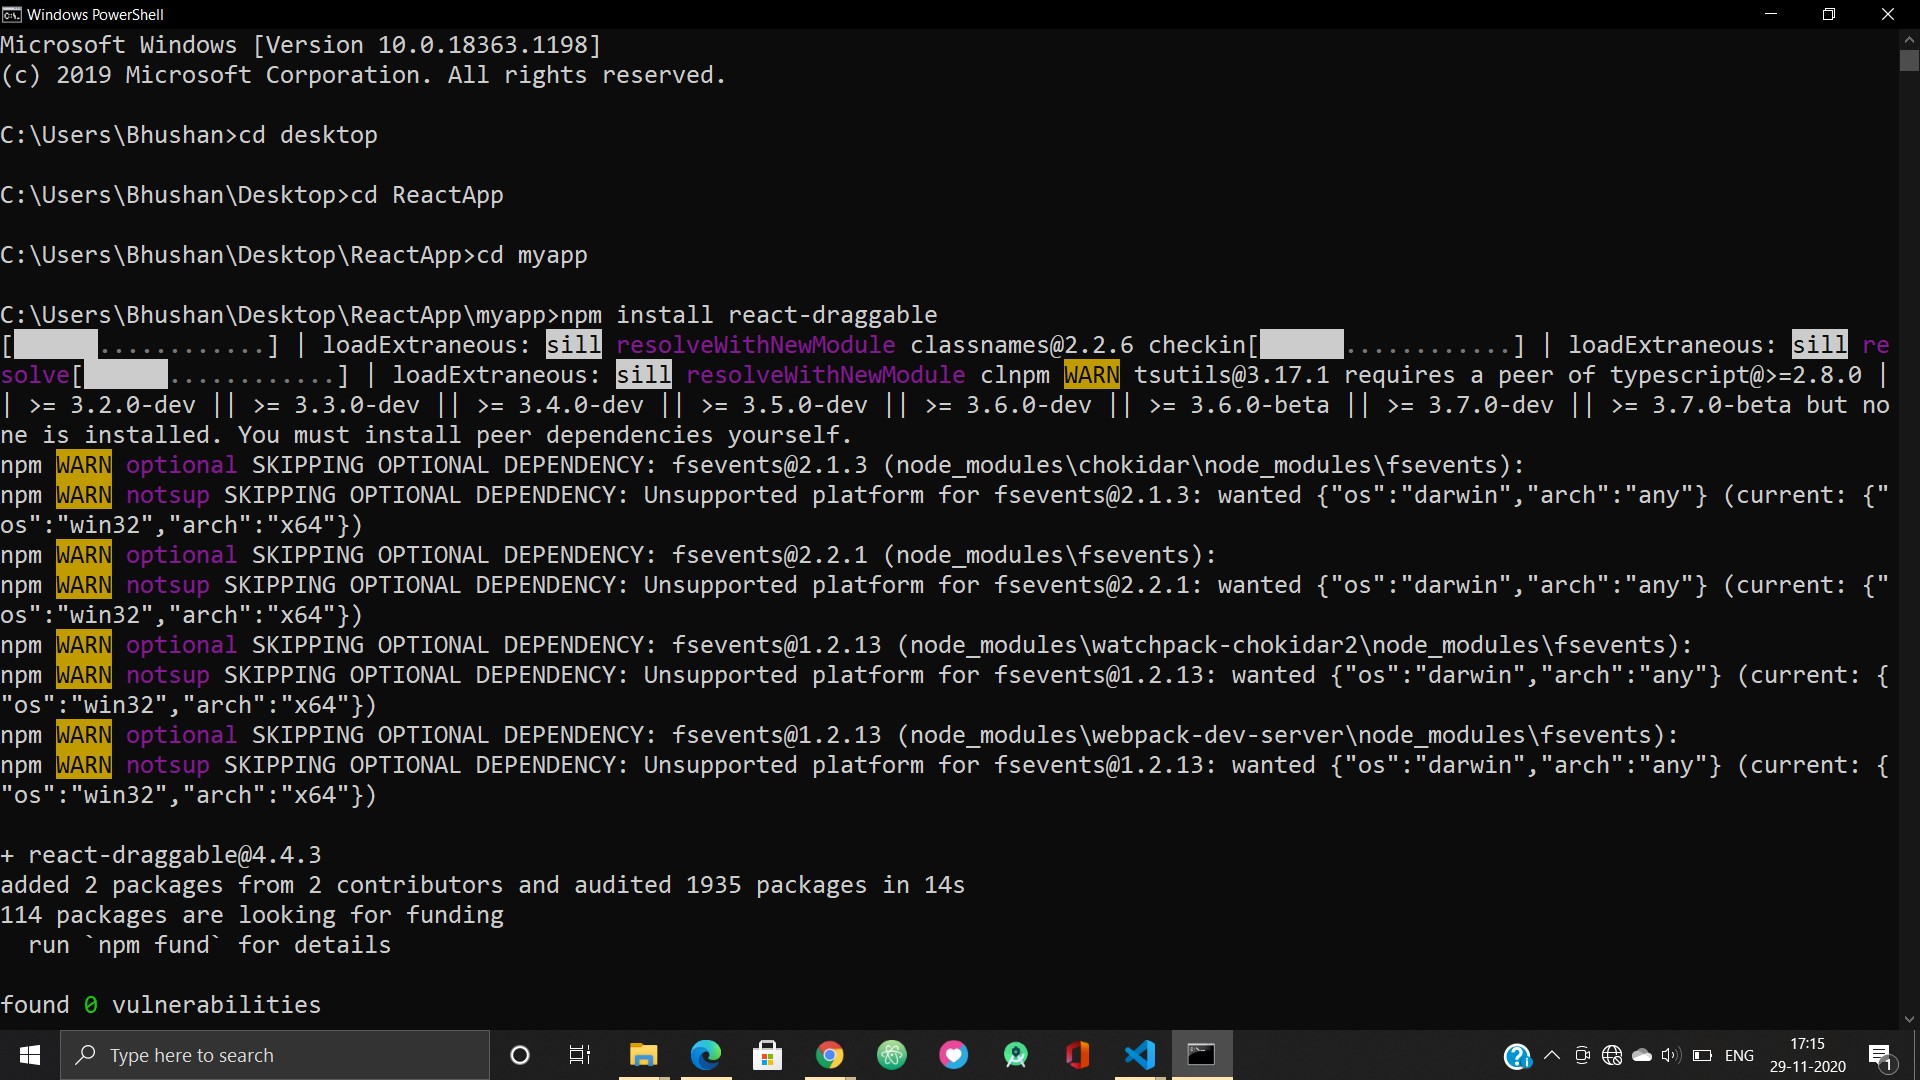 Windows PowerShell
Microsoft Windows [Version 10.0.18363.1198]
(c) 2019 Microsoft Corporation. All rights reserved.
C:\Users\Bhushan>cd desktop
C:\Users\Bhushan\Desktop>cd ReactApp
C:\Users\Bhushan\Desktop\ReactApp>cd myapp
C:\Users\Bhushan\Desktop\ReactApp\myapp>npm install react-draggable
[      ............] | loadExtraneous: sill resolveWithNewModule classnames@2.2.6 checkin[      ............] | loadExtraneous: sill re
solve[      ............] | loadExtraneous: sill resolveWithNewModule clnpm WARN tsutils@3.17.1 requires a peer of typescript@>=2.8.0 |
| >= 3.2.0-dev || >= 3.3.0-dev || >= 3.4.0-dev || >= 3.5.0-dev || >= 3.6.0-dev || >= 3.6.0-beta || >= 3.7.0-dev || >= 3.7.0-beta but no
ne is installed. You must install peer dependencies yourself.
npm WARN optional SKIPPING OPTIONAL DEPENDENCY: fsevents@2.1.3 (node_modules\chokidar\node_modules\fsevents):
npm WARN notsup SKIPPING OPTIONAL DEPENDENCY: Unsupported platform for fsevents@2.1.3: wanted {"os":"darwin","arch":"any"} (current: {"
os":"win32","arch":"x64"})
npm WARN optional SKIPPING OPTIONAL DEPENDENCY: fsevents@2.2.1 (node_modules\fsevents):
npm WARN notsup SKIPPING OPTIONAL DEPENDENCY: Unsupported platform for fsevents@2.2.1: wanted {"os":"darwin","arch":"any"} (current: {"
os":"win32","arch":"x64"})
npm WARN optional SKIPPING OPTIONAL DEPENDENCY: fsevents@1.2.13 (node_modules\watchpack-chokidar2\node_modules\fsevents):
npm WARN notsup SKIPPING OPTIONAL DEPENDENCY: Unsupported platform for fsevents@1.2.13: wanted {"os":"darwin","arch":"any"} (current: {
"os":"win32","arch":"x64"})
npm WARN optional SKIPPING OPTIONAL DEPENDENCY: fsevents@1.2.13 (node_modules\webpack-dev-server\node_modules\fsevents):
npm WARN notsup SKIPPING OPTIONAL DEPENDENCY: Unsupported platform for fsevents@1.2.13: wanted {"os":"darwin","arch":"any"} (current: {
"os":"win32","arch":"x64"})
+ react-draggable@4.4.3
added 2 packages from 2 contributors and audited 1935 packages in 14s
114 packages are looking for funding
  run `npm fund` for details
found 0 vulnerabilities
Type here to search
ENG
17:15
29-11-2020
1